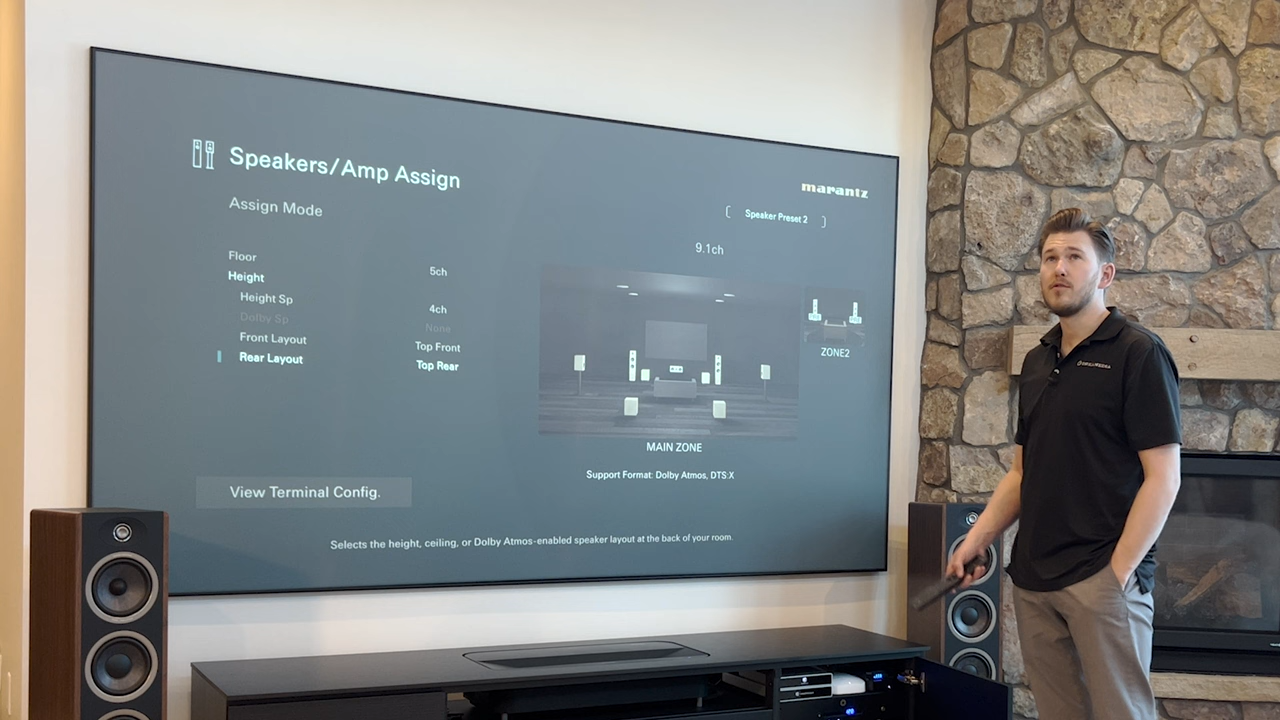 Speakers/Amp Assign
marantz
Assign Mode
[ Speaker Preset 2 ]
9.1ch
Floor 5ch
Height
Height Sp 4ch
Dolby Sp None
Front Layout Top Front
Rear Layout Top Rear
ZONE2
MAIN ZONE
Support Format: Dolby Atmos, DTS:X
View Terminal Config.
Selects the height, ceiling, or Dolby Atmos-enabled speaker layout at the back of your room.